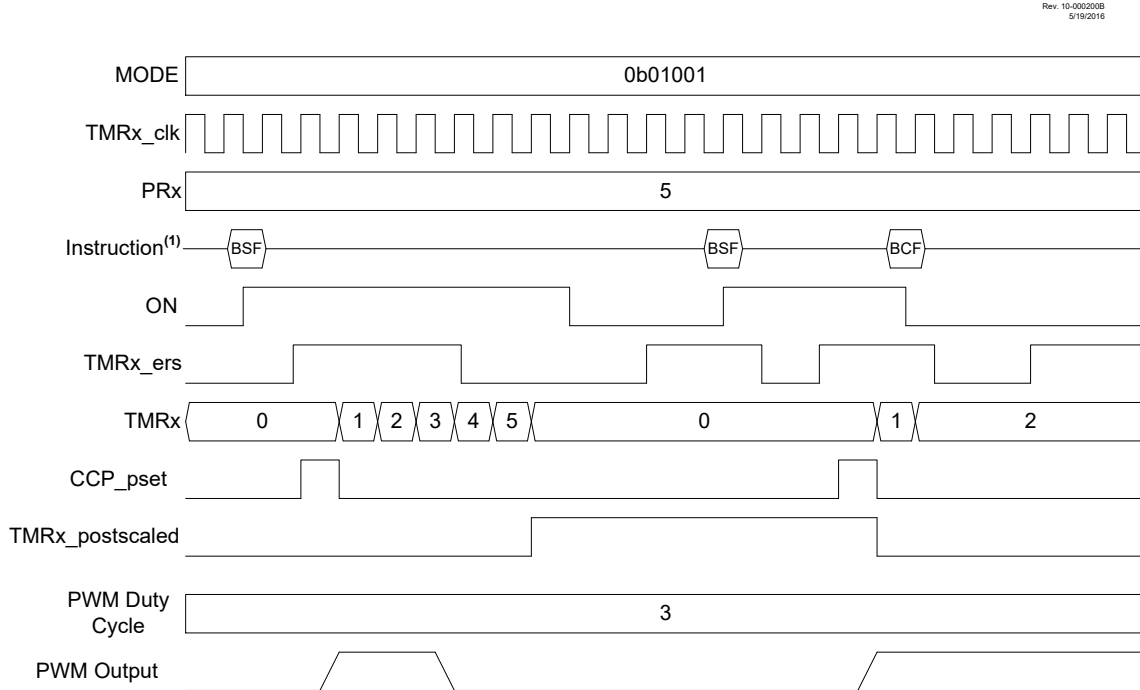 Rev. 10-000200B
5/19/2016
MODE 0b01001
TMRx_clk
PRx 5
Instruction(1) BSF BSF BCF
ON
TMRx_ers
TMRx 0 1 2 3 4 5 0 1 2
CCP_pset
TMRx_postscaled
PWM Duty
Cycle 3
PWM Output